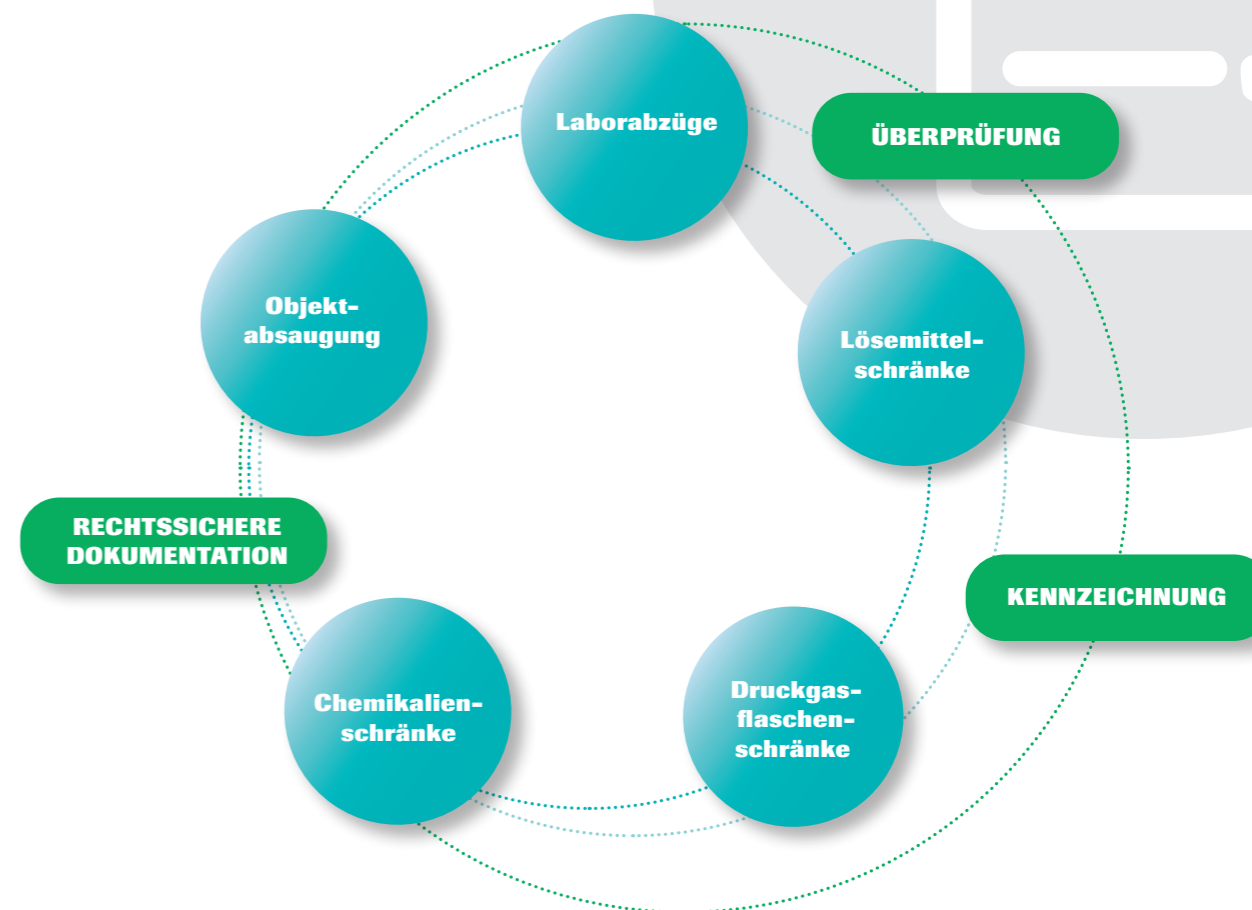 Laborabzüge
ÜBERPRÜFUNG
Objekt-
absaugung
Lösemittel-
schränke
RECHTSSICHERE
DOKUMENTATION
KENNZEICHNUNG
Chemikalien-
schränke
Druckgas-
flaschen-
schränke